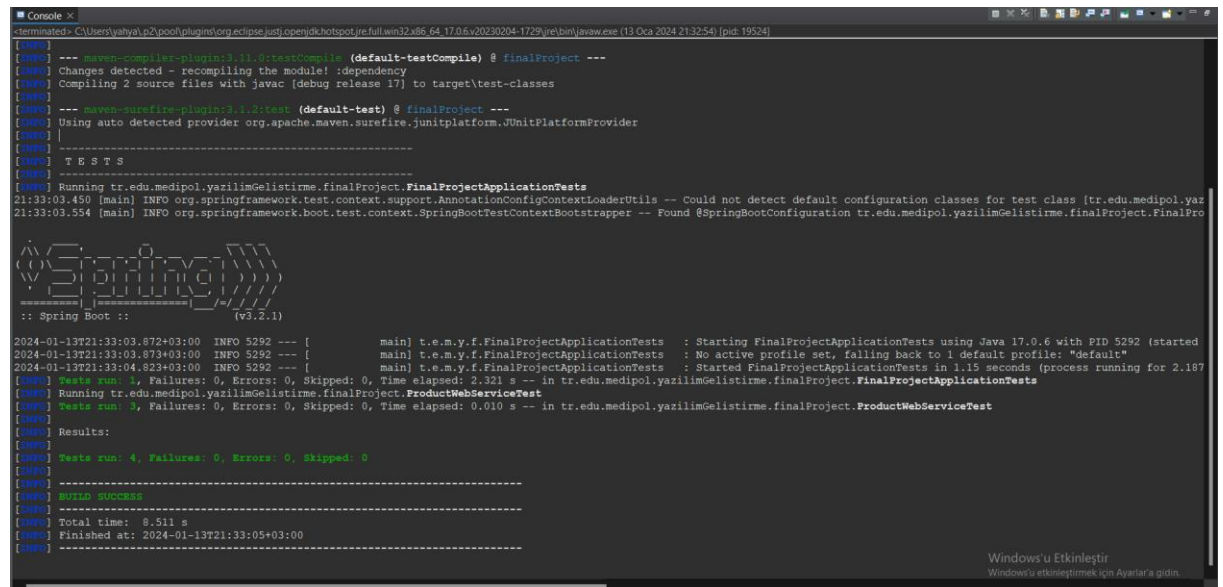 Console ×
<terminated> C:\Users\yahya\.p2\pool\plugins\org.eclipse.justj.openjdk.hotspot.jre.full.win32.x86_64_17.0.6.v20230204-1729\jre\bin\javaw.exe (13 Oca 2024 21:32:54) [pid: 19524]
[INFO]
[INFO] --- maven-compiler-plugin:3.11.0:testCompile (default-testCompile) @ finalProject ---
[INFO] Changes detected - recompiling the module! :dependency
[INFO] Compiling 2 source files with javac [debug release 17] to target\test-classes
[INFO]
[INFO] --- maven-surefire-plugin:3.1.2:test (default-test) @ finalProject ---
[INFO] Using auto detected provider org.apache.maven.surefire.junitplatform.JUnitPlatformProvider
[INFO]
[INFO] -------------------------------------------------------
[INFO]  T E S T S
[INFO] -------------------------------------------------------
[INFO] Running tr.edu.medipol.yazilimGelistirme.finalProject.FinalProjectApplicationTests
21:33:03.450 [main] INFO org.springframework.test.context.support.AnnotationConfigContextLoaderUtils -- Could not detect default configuration classes for test class [tr.edu.medipol.yaz
21:33:03.554 [main] INFO org.springframework.boot.test.context.SpringBootTestContextBootstrapper -- Found @SpringBootConfiguration tr.edu.medipol.yazilimGelistirme.finalProject.FinalPro
Spring
:: Spring Boot :: (v3.2.1)
2024-01-13T21:33:03.872+03:00  INFO 5292 --- [           main] t.e.m.y.f.FinalProjectApplicationTests   : Starting FinalProjectApplicationTests using Java 17.0.6 with PID 5292 (started
2024-01-13T21:33:03.873+03:00  INFO 5292 --- [           main] t.e.m.y.f.FinalProjectApplicationTests   : No active profile set, falling back to 1 default profile: "default"
2024-01-13T21:33:04.823+03:00  INFO 5292 --- [           main] t.e.m.y.f.FinalProjectApplicationTests   : Started FinalProjectApplicationTests in 1.15 seconds (process running for 2.187
[INFO] Tests run: 1, Failures: 0, Errors: 0, Skipped: 0, Time elapsed: 2.321 s -- in tr.edu.medipol.yazilimGelistirme.finalProject.FinalProjectApplicationTests
[INFO] Running tr.edu.medipol.yazilimGelistirme.finalProject.ProductWebServiceTest
[INFO] Tests run: 3, Failures: 0, Errors: 0, Skipped: 0, Time elapsed: 0.010 s -- in tr.edu.medipol.yazilimGelistirme.finalProject.ProductWebServiceTest
[INFO]
[INFO] Results:
[INFO]
[INFO] Tests run: 4, Failures: 0, Errors: 0, Skipped: 0
[INFO]
[INFO] ------------------------------------------------------------------------
[INFO] BUILD SUCCESS
[INFO] ------------------------------------------------------------------------
[INFO] Total time:  8.511 s
[INFO] Finished at: 2024-01-13T21:33:05+03:00
[INFO] ------------------------------------------------------------------------
Windows'u Etkinleştir
Windows'u etkinleştirmek için Ayarlar'a gidin.